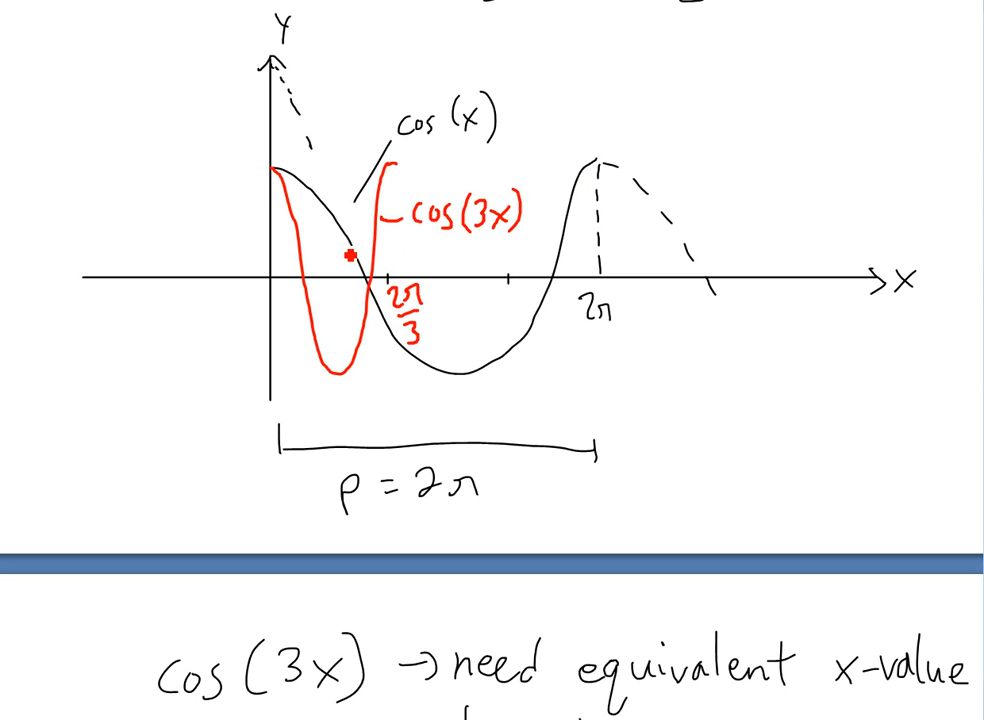 Y
cos (x)
cos(3x)
X
2π/3
2π
P = 2π
cos (3x) → need equivalent x-value